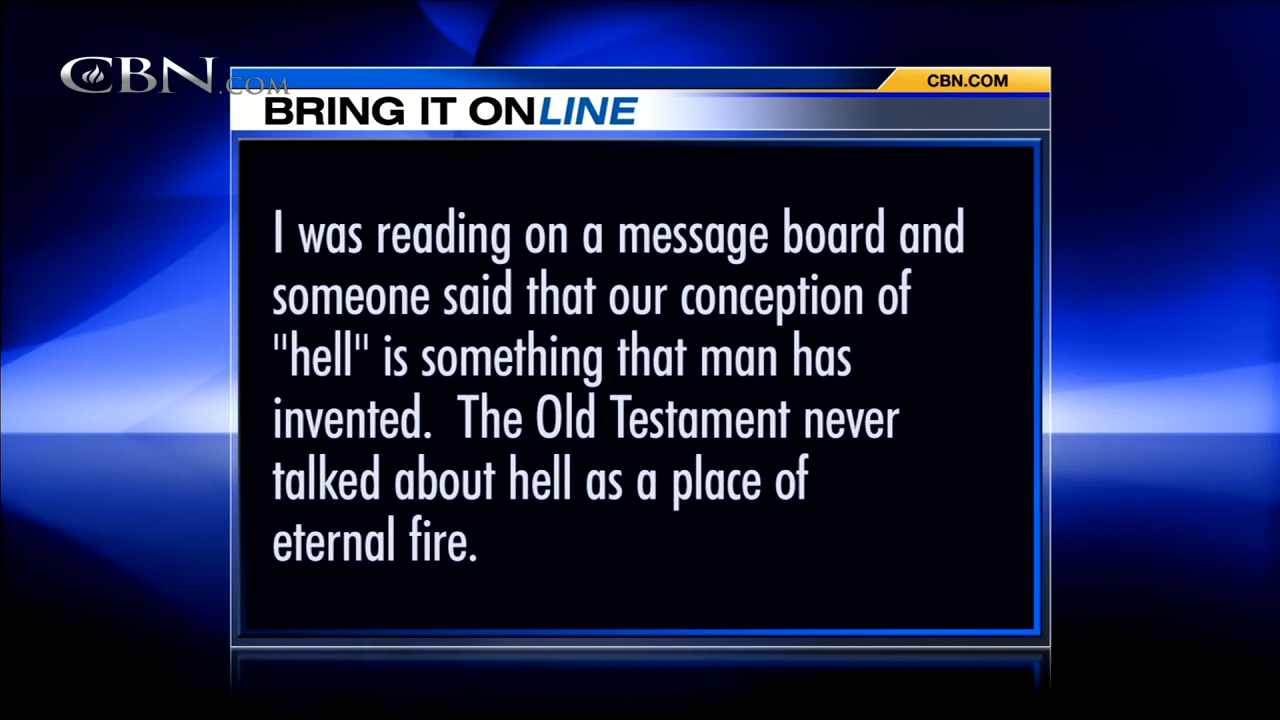 CBN.COM
CBN.COM
BRING IT ONLINE
I was reading on a message board and
someone said that our conception of
"hell" is something that man has
invented.  The Old Testament never
talked about hell as a place of
eternal fire.